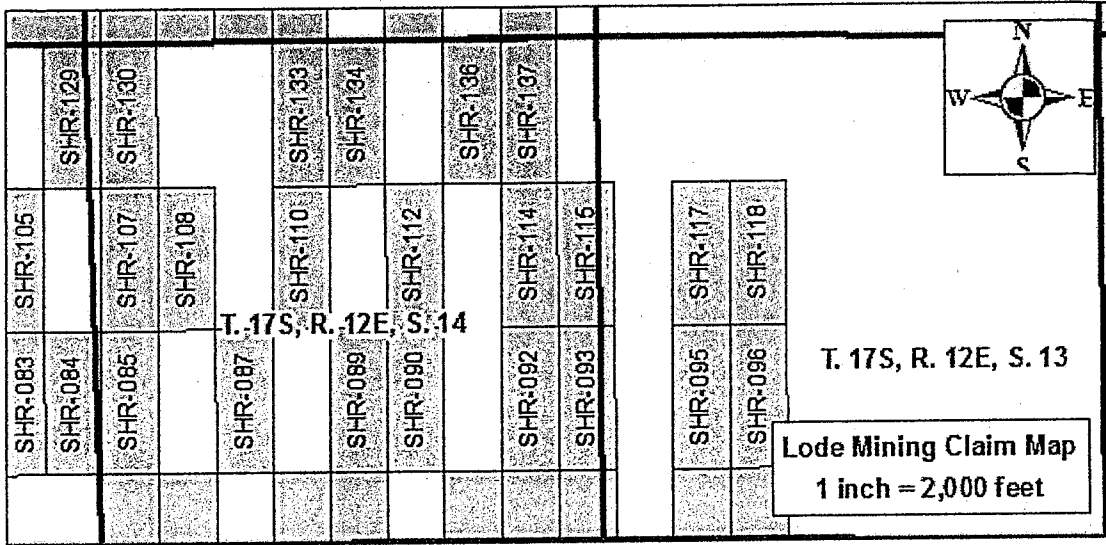 N
W E
S
SHR-129
SHR-130
SHR-133
SHR-134
SHR-136
SHR-137
SHR-105
SHR-107
SHR-108
SHR-110
SHR-112
SHR-114
SHR-115
SHR-117
SHR-118
T. 17S, R. 12E, S. 14
SHR-083
SHR-084
SHR-085
SHR-087
SHR-089
SHR-090
SHR-092
SHR-093
SHR-095
SHR-096
T. 17S, R. 12E, S. 13
Lode Mining Claim Map
1 inch = 2,000 feet